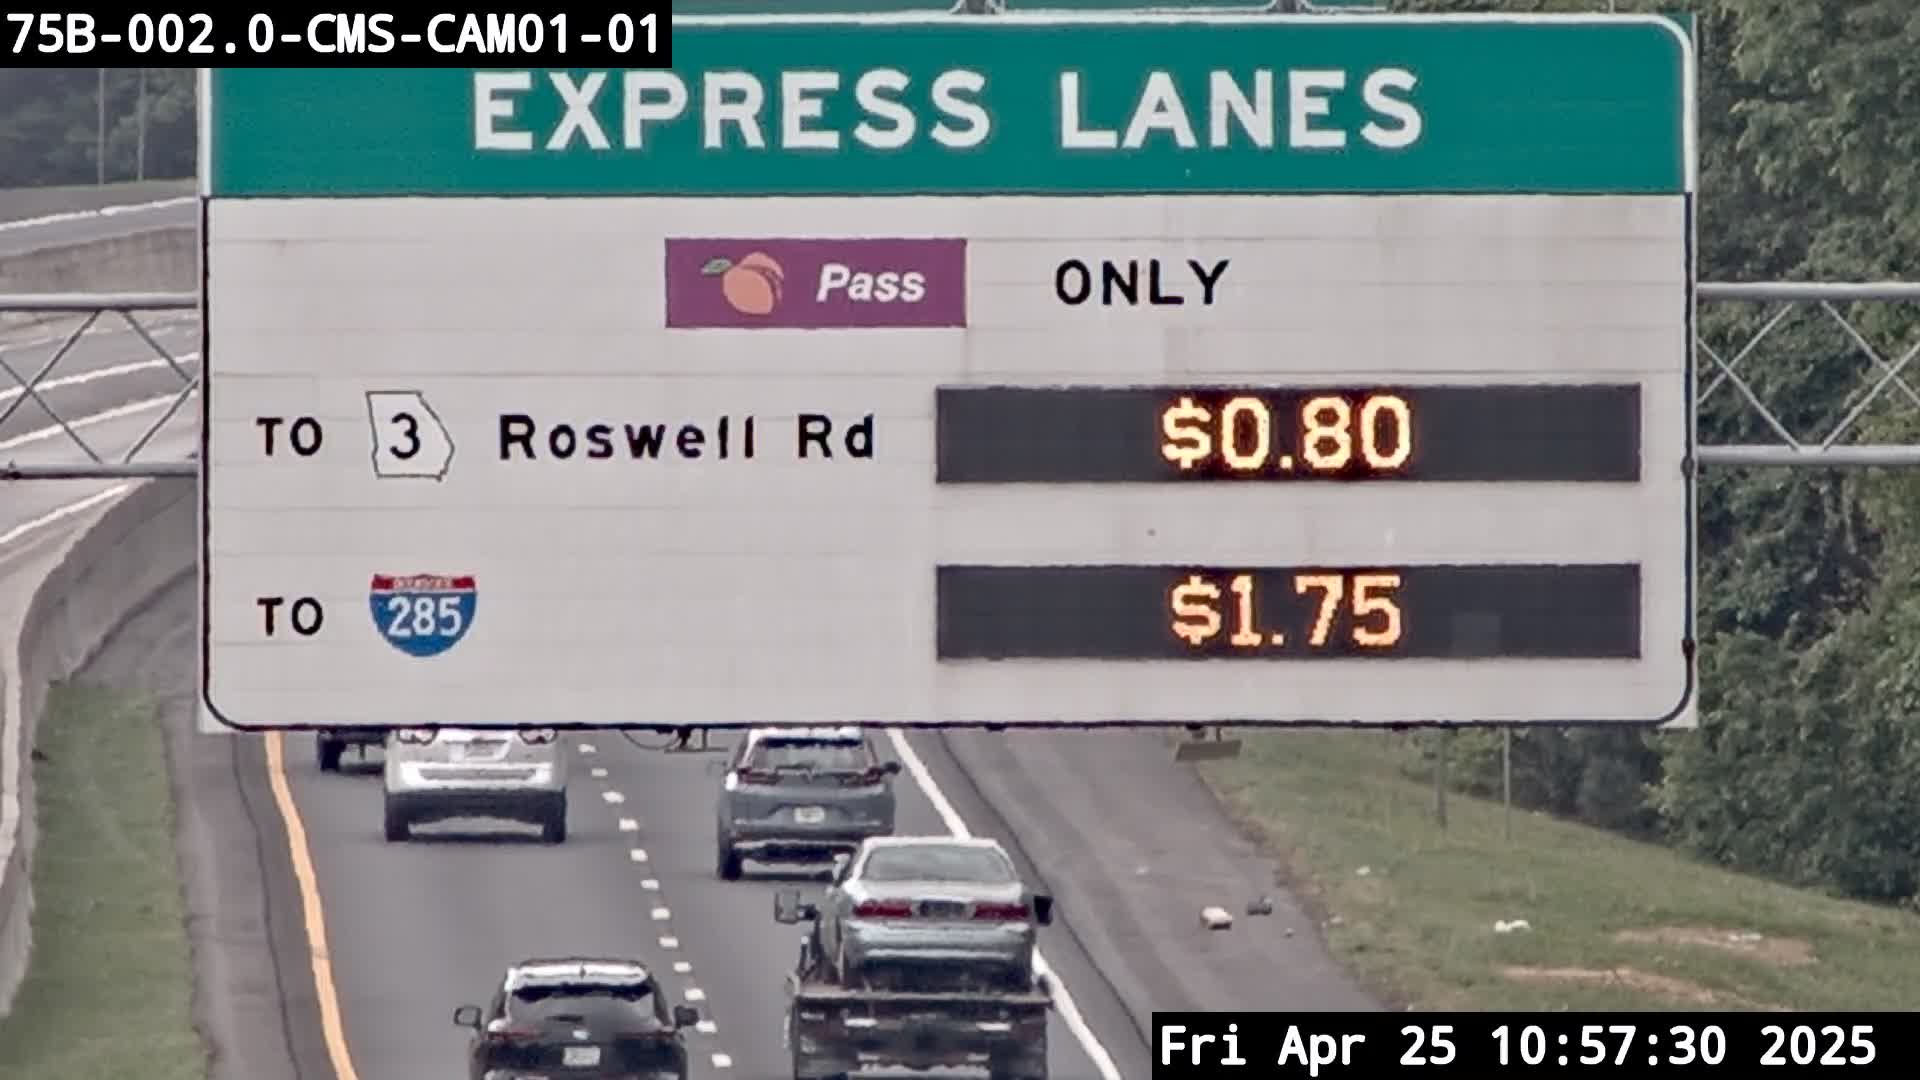 75B-002.0-CMS-CAM01-01
EXPRESS LANES
Pass ONLY
TO 3 Roswell Rd $0.80
TO 285 $1.75
Fri Apr 25 10:57:30 2025